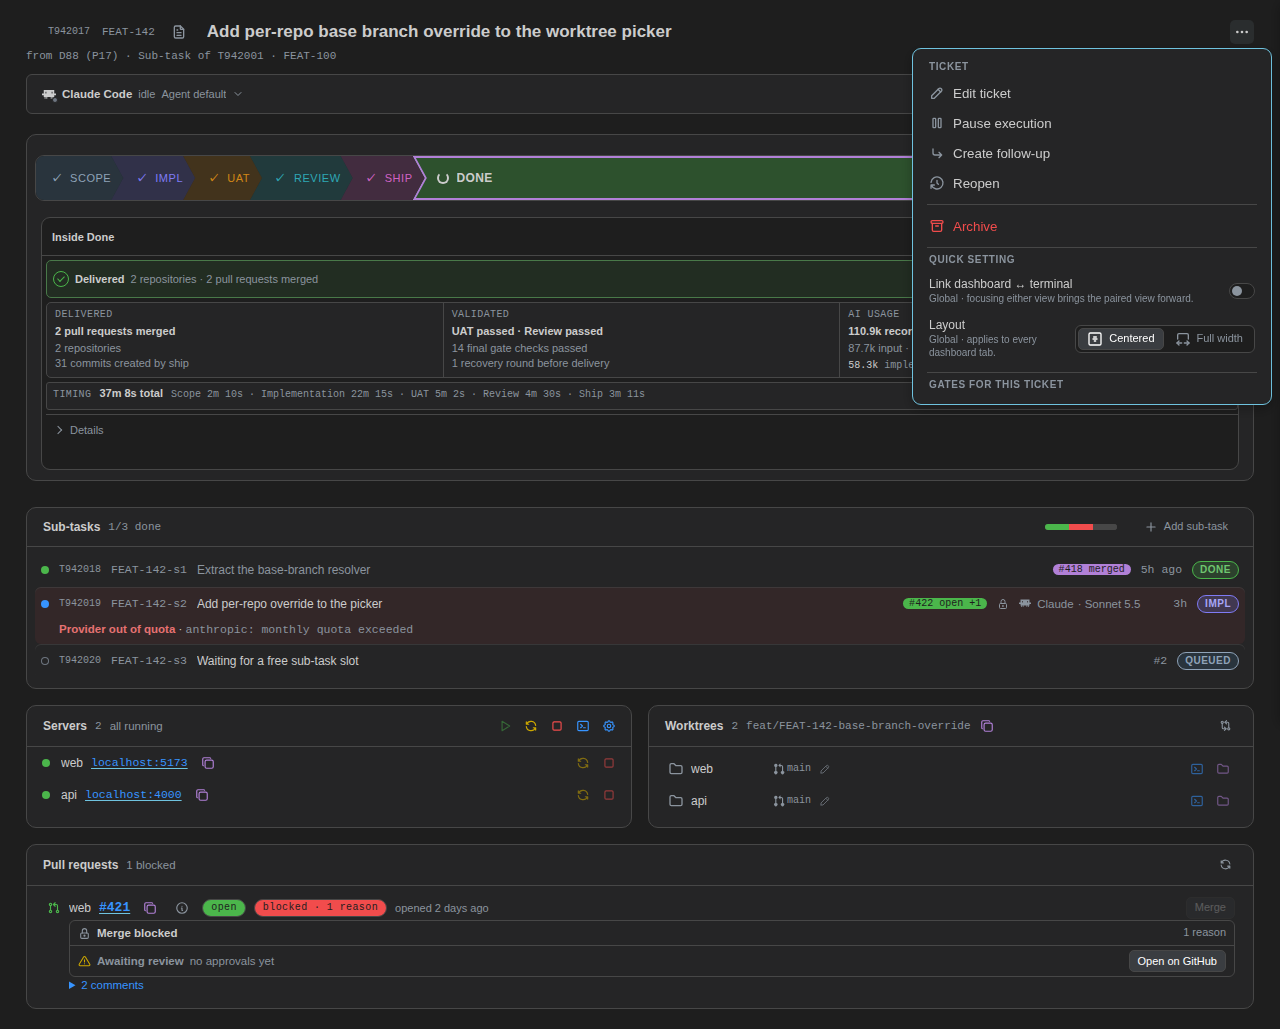 T942017 FEAT-142 Add per-repo base branch override to the worktree picker
from D88 (P17) · Sub-task of T942001 · FEAT-100
Claude Code idle Agent default
SCOPE IMPL UAT REVIEW SHIP DONE
Inside Done
Delivered 2 repositories · 2 pull requests merged
DELIVERED
2 pull requests merged
2 repositories
31 commits created by ship
VALIDATED
UAT passed · Review passed
14 final gate checks passed
1 recovery round before delivery
AI USAGE
110.9k recor
87.7k input ·
58.3k imple
TIMING 37m 8s total Scope 2m 10s · Implementation 22m 15s · UAT 5m 2s · Review 4m 30s · Ship 3m 11s
Details
TICKET
Edit ticket
Pause execution
Create follow-up
Reopen
Archive
QUICK SETTING
Link dashboard ↔ terminal
Global · focusing either view brings the paired view forward.
Layout
Global · applies to every
dashboard tab.
Centered Full width
GATES FOR THIS TICKET
Sub-tasks 1/3 done Add sub-task
T942018 FEAT-142-s1 Extract the base-branch resolver #418 merged 5h ago DONE
T942019 FEAT-142-s2 Add per-repo override to the picker #422 open +1 Claude · Sonnet 5.5 3h IMPL
Provider out of quota · anthropic: monthly quota exceeded
T942020 FEAT-142-s3 Waiting for a free sub-task slot #2 QUEUED
Servers 2 all running
web localhost:5173
api localhost:4000
Worktrees 2 feat/FEAT-142-base-branch-override
web main
api main
Pull requests 1 blocked
web #421 open blocked · 1 reason opened 2 days ago Merge
Merge blocked 1 reason
Awaiting review no approvals yet Open on GitHub
2 comments